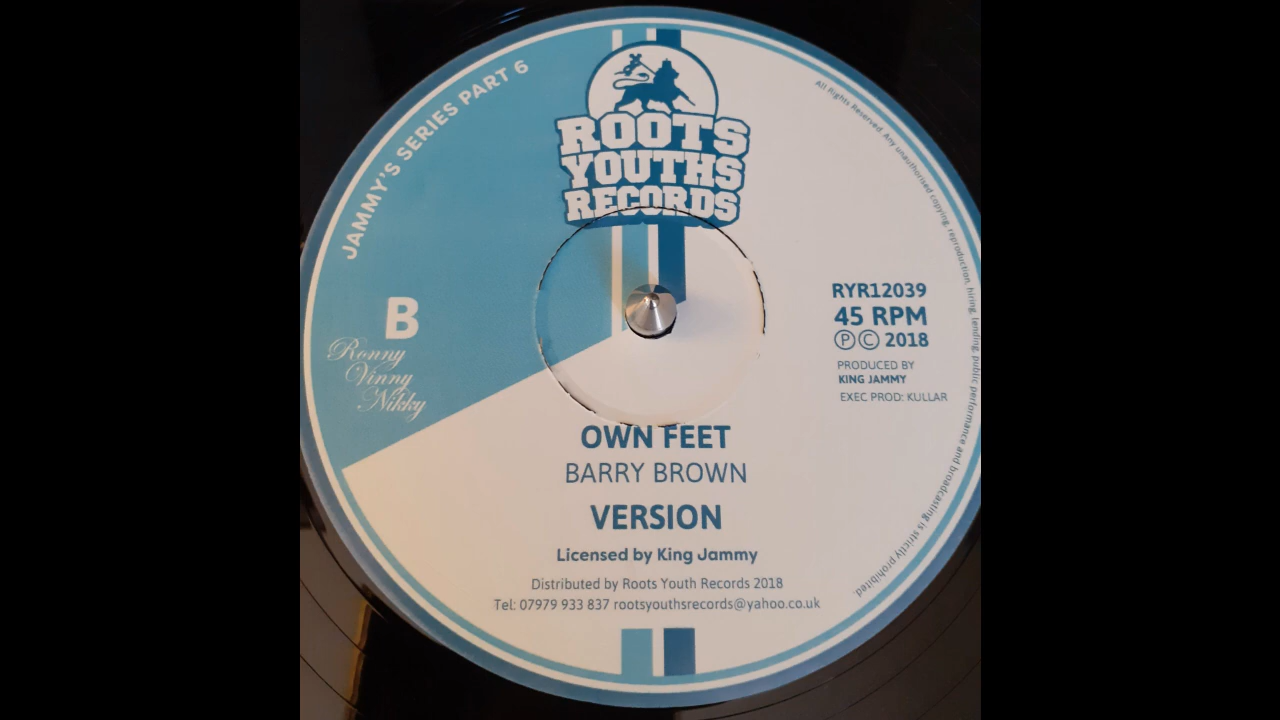 JAMMY'S SERIES PART 6
ROOTS
YOUTHS
RECORDS
All Rights Reserved. Any unauthorised copying, reproduction, hiring, lending, public performance and broadcasting is strictly prohibited.
B
Ronny
Vinny
Nikky
RYR12039
45 RPM
Ⓟ© 2018
PRODUCED BY
KING JAMMY
EXEC PROD: KULLAR
OWN FEET
BARRY BROWN
VERSION
Licensed by King Jammy
Distributed by Roots Youth Records 2018
Tel: 07979 933 837 rootsyouthsrecords@yahoo.co.uk